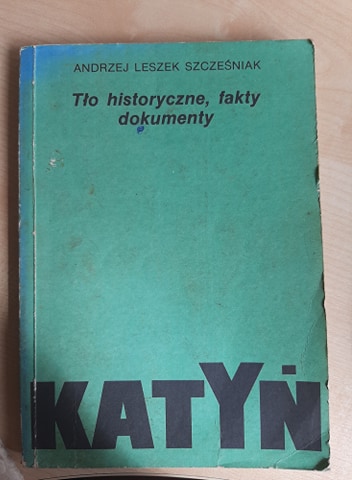 ANDRZEJ LESZEK SZCZEŚNIAK
Tło historyczne, fakty
dokumenty
KATYŃ